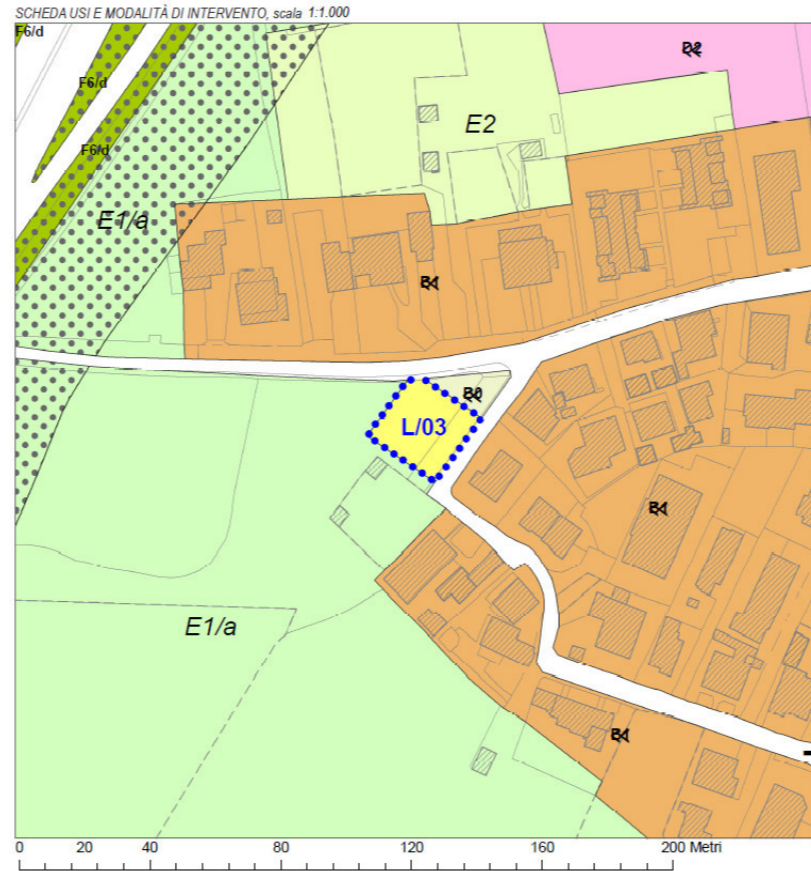 SCHEDA USI E MODALITÀ DI INTERVENTO, scala 1:1.000
F6/d
F6/d
E2
F6/d
E1/a
L/03
E1/a
0 20 40 80 120 160 200 Metri